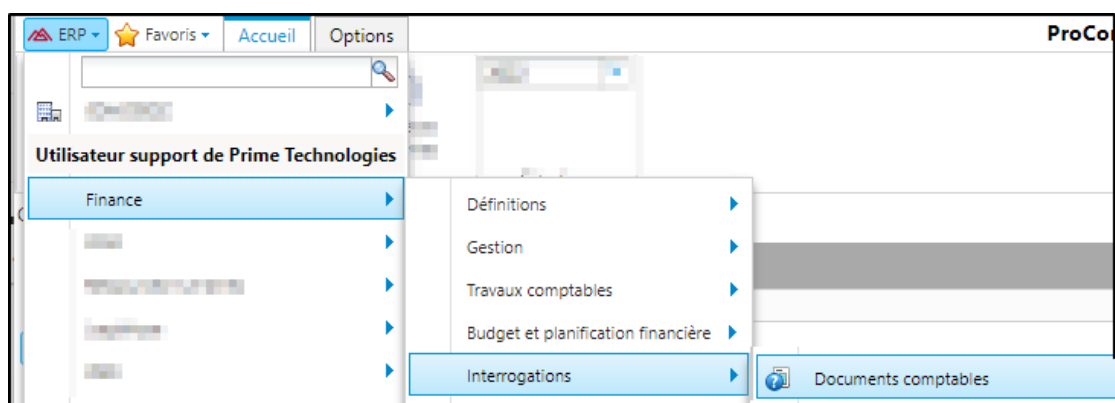 ERP Favoris Accueil Options ProCo
Utilisateur support de Prime Technologies
Finance
Définitions
Gestion
Travaux comptables
Budget et planification financière
Interrogations
Documents comptables